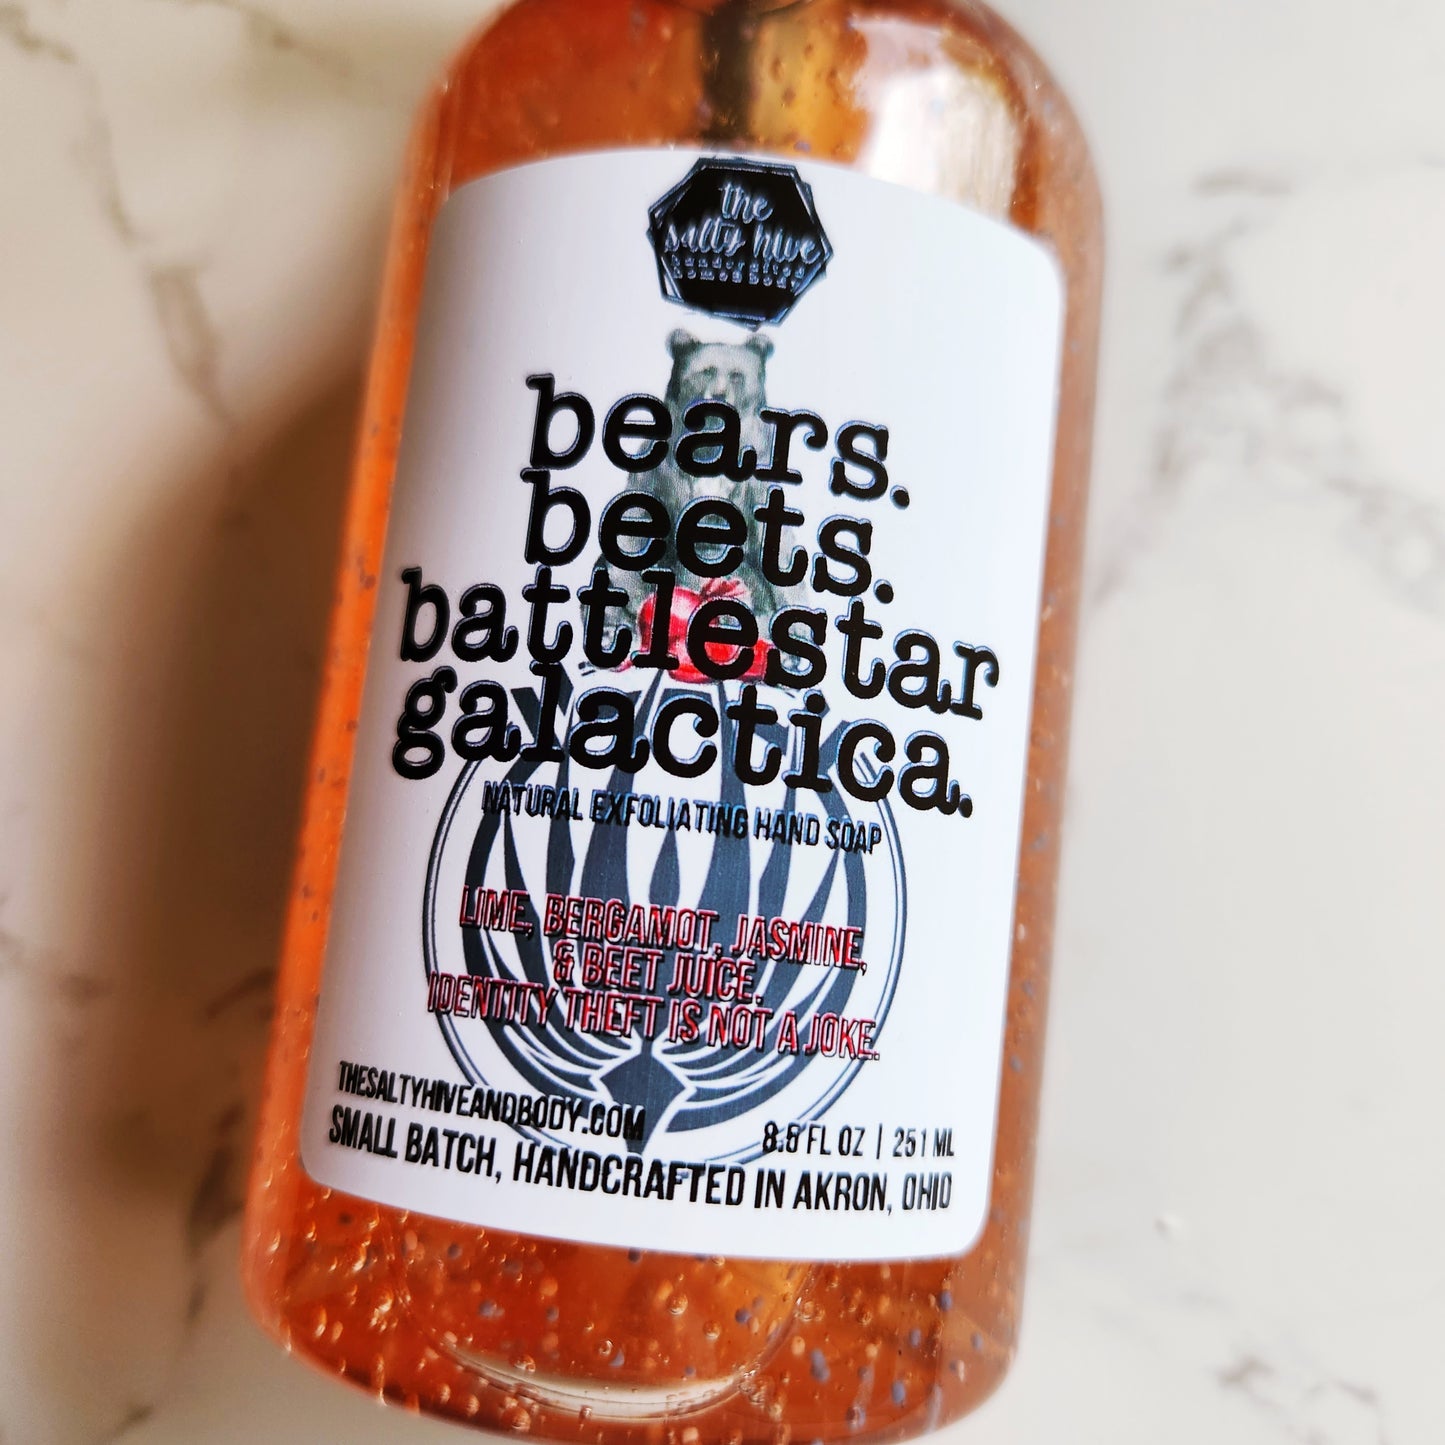 the
salty hive
bears.
beets.
battlestar
galactica.
NATURAL EXFOLIATING HAND SOAP
LIME, BERGAMOT, JASMINE,
& BEET JUICE.
IDENTITY THEFT IS NOT A JOKE.
THESALTYHIVEANDBODY.COM
8.5 FL OZ | 251 ML
SMALL BATCH, HANDCRAFTED IN AKRON, OHIO